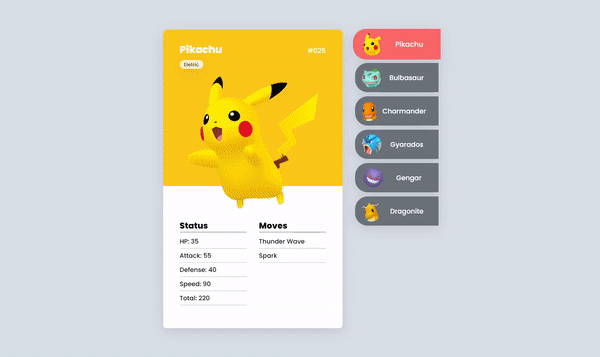 Pikachu
#025
Eletric
Status
HP: 35
Attack: 55
Defense: 40
Speed: 90
Total: 220
Moves
Thunder Wave
Spark
Pikachu
Bulbasaur
Charmander
Gyarados
Gengar
Dragonite